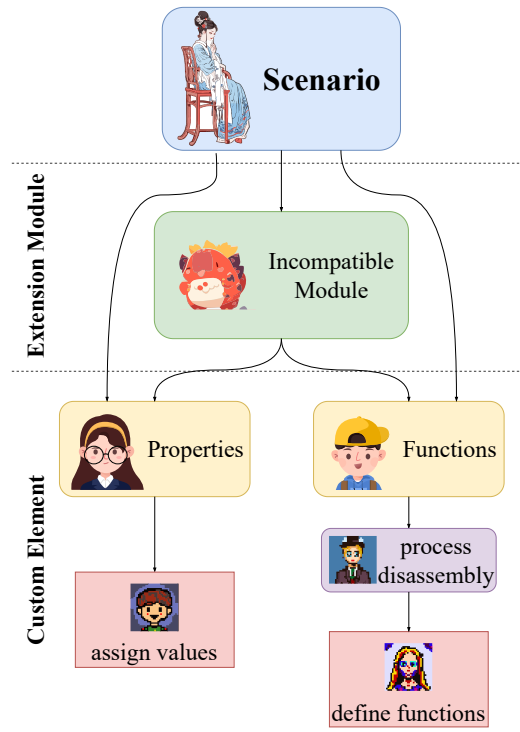 Scenario
Extension Module
Incompatible
Module
Custom Element
Properties
Functions
process
disassembly
assign values
define functions